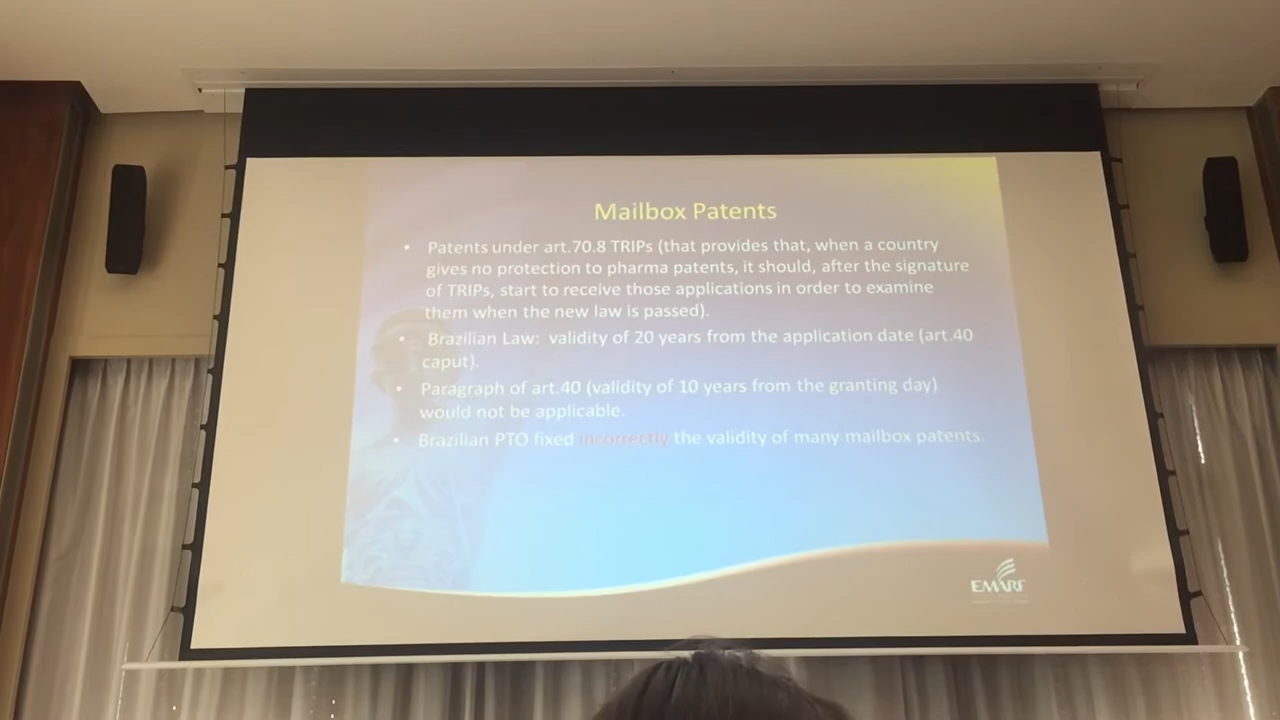 Mailbox Patents
• Patents under art.70.8 TRIPs (that provides that, when a country
gives no protection to pharma patents, it should, after the signature
of TRIPs, start to receive those applications in order to examine
them when the new law is passed).
• Brazilian Law: validity of 20 years from the application date (art.40
caput).
• Paragraph of art.40 (validity of 10 years from the granting day)
would not be applicable.
• Brazilian PTO fixed incorrectly the validity of many mailbox patents.
EMARF